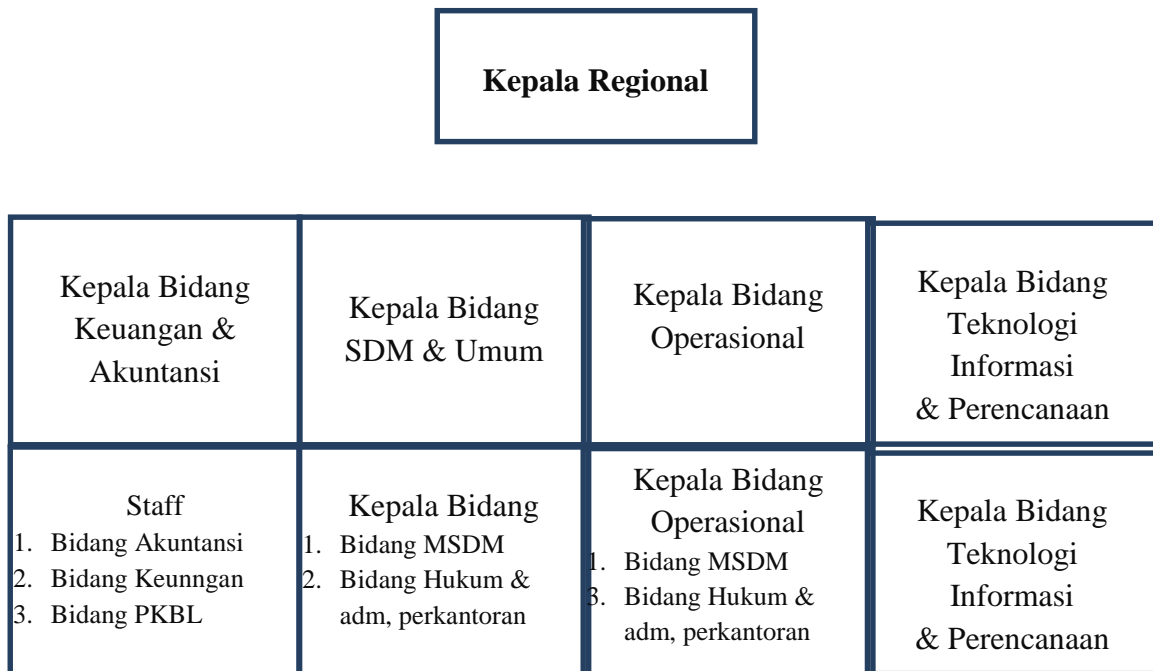 Kepala Regional
Kepala Bidang
Keuangan &
Akuntansi
Kepala Bidang
SDM & Umum
Kepala Bidang
Operasional
Kepala Bidang
Teknologi
Informasi
& Perencanaan
Staff
1. Bidang Akuntansi
2. Bidang Keunngan
3. Bidang PKBL
Kepala Bidang
1. Bidang MSDM
2. Bidang Hukum &
adm, perkantoran
Kepala Bidang
Operasional
1. Bidang MSDM
3. Bidang Hukum &
adm, perkantoran
Kepala Bidang
Teknologi
Informasi
& Perencanaan